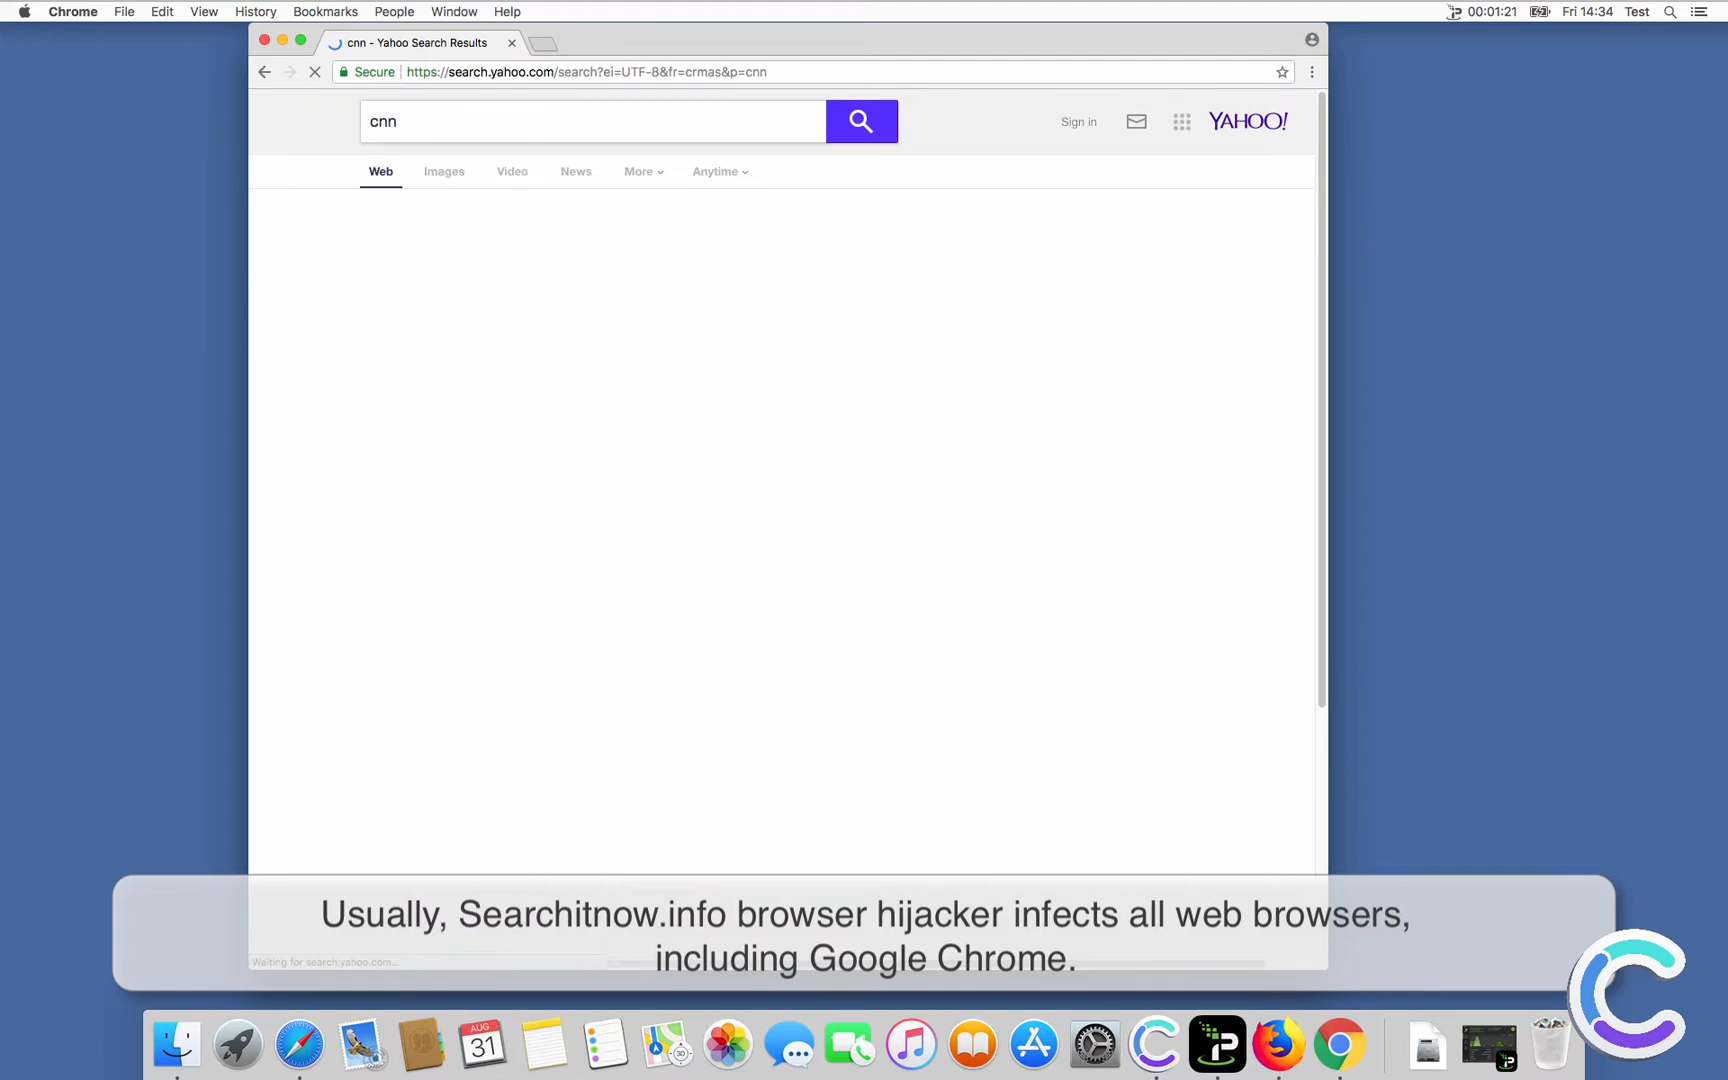 Chrome File Edit View History Bookmarks People Window Help 00:01:21 Fri 14:34 Test
cnn - Yahoo Search Results
Secure https://search.yahoo.com/search?ei=UTF-8&fr=crmas&p=cnn
cnn Sign in YAHOO!
Web Images Video News More Anytime
Usually, Searchitnow.info browser hijacker infects all web browsers,
including Google Chrome.
Waiting for search.yahoo.com...
AUG
31